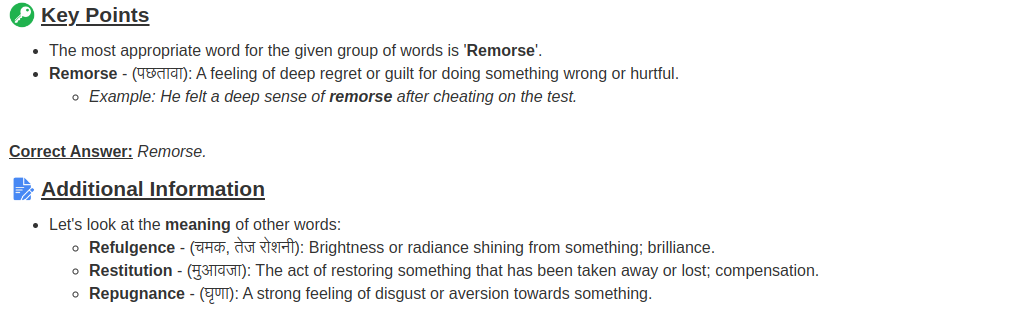 Key Points
• The most appropriate word for the given group of words is 'Remorse'.
• Remorse - (पछतावा): A feeling of deep regret or guilt for doing something wrong or hurtful.
◦ Example: He felt a deep sense of remorse after cheating on the test.
Correct Answer: Remorse.
Additional Information
• Let's look at the meaning of other words:
◦ Refulgence - (चमक, तेज रोशनी): Brightness or radiance shining from something; brilliance.
◦ Restitution - (मुआवजा): The act of restoring something that has been taken away or lost; compensation.
◦ Repugnance - (घृणा): A strong feeling of disgust or aversion towards something.